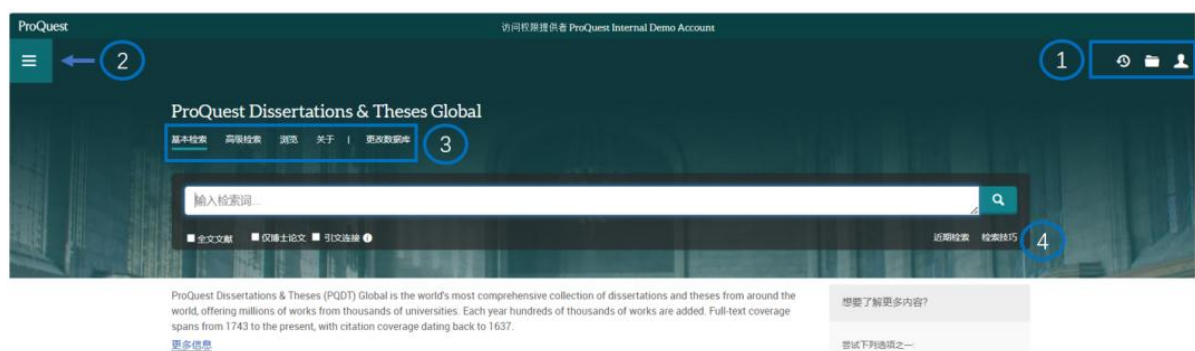 ProQuest
访问权限提供者 ProQuest Internal Demo Account
2
1
ProQuest Dissertations & Theses Global
基本检索 高级检索 浏览 关于 | 更改数据库
3
输入检索词...
全文文献 仅博士论文 引文连接
近期检索 检索技巧
4
ProQuest Dissertations & Theses (PQDT) Global is the world's most comprehensive collection of dissertations and theses from around the
world, offering millions of works from thousands of universities. Each year hundreds of thousands of works are added. Full-text coverage
spans from 1743 to the present, with citation coverage dating back to 1637.
更多信息
想要了解更多内容?
尝试下列选项之一: